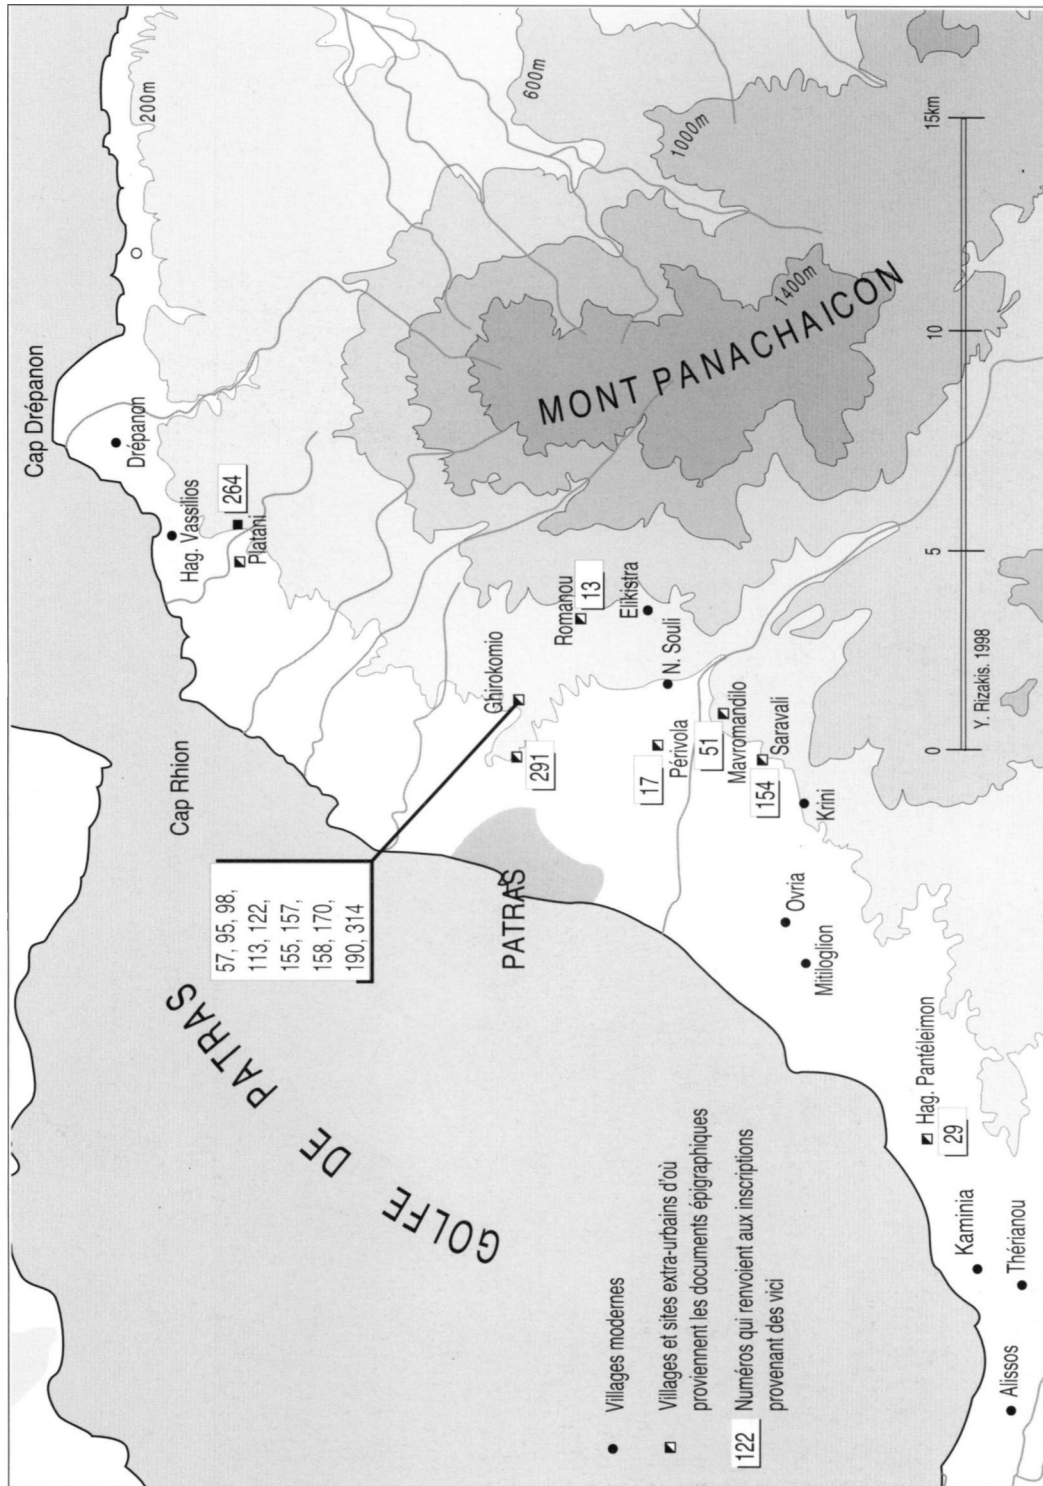 Cap Drépanon
Drépanon
Hag. Vassilios
264
Platani
200m
600m
1000m
1400m
MONT PANACHAICON
Cap Rhion
57, 95, 98,
113, 122,
155, 157,
158, 170,
190, 314
GOLFE DE PATRAS
PATRAS
Ghirokomio
291
Romanou
13
Elikistra
N. Souli
17
Périvola
51
Mavromandilo
154
Saravali
Krini
Ovria
Mitiloglion
Hag. Pantéleimon
29
Kaminia
Thérianou
Alissos
Villages modernes
Villages et sites extra-urbains d'où
proviennent les documents épigraphiques
122
Numéros qui renvoient aux inscriptions
provenant des vici
0
5
10
15km
Y. Rizakis. 1998